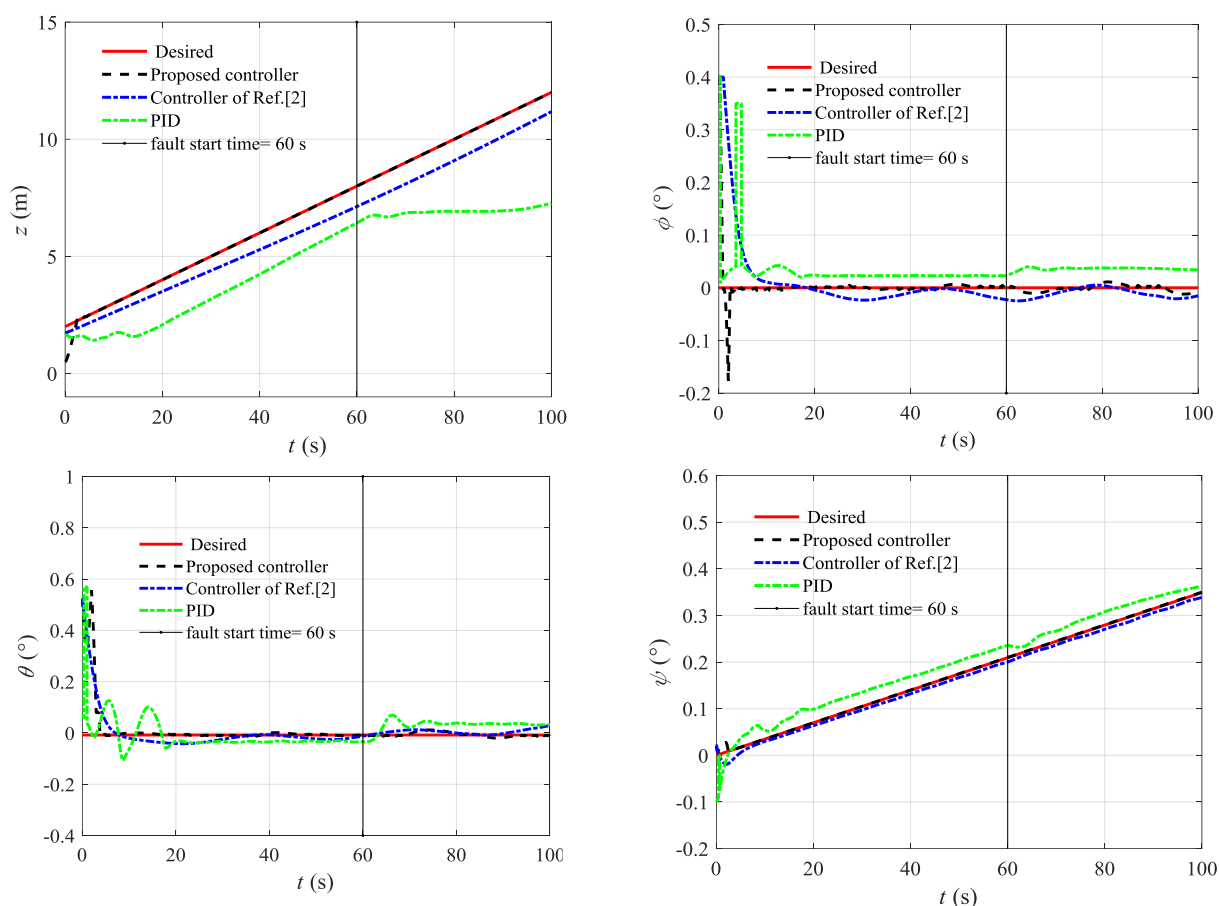 15
10
5
0
z (m)
Desired
Proposed controller
Controller of Ref.[2]
PID
fault start time= 60 s
0 20 40 60 80 100
t (s)
0.5
0.4
0.3
0.2
0.1
0
-0.1
-0.2
ϕ (°)
Desired
Proposed controller
Controller of Ref.[2]
PID
fault start time= 60 s
0 20 40 60 80 100
t (s)
1
0.8
0.6
0.4
0.2
0
-0.2
-0.4
θ (°)
Desired
Proposed controller
Controller of Ref.[2]
PID
fault start time= 60 s
0 20 40 60 80 100
t (s)
0.6
0.5
0.4
0.3
0.2
0.1
0
-0.1
-0.2
ψ (°)
Desired
Proposed controller
Controller of Ref.[2]
PID
fault start time= 60 s
0 20 40 60 80 100
t (s)